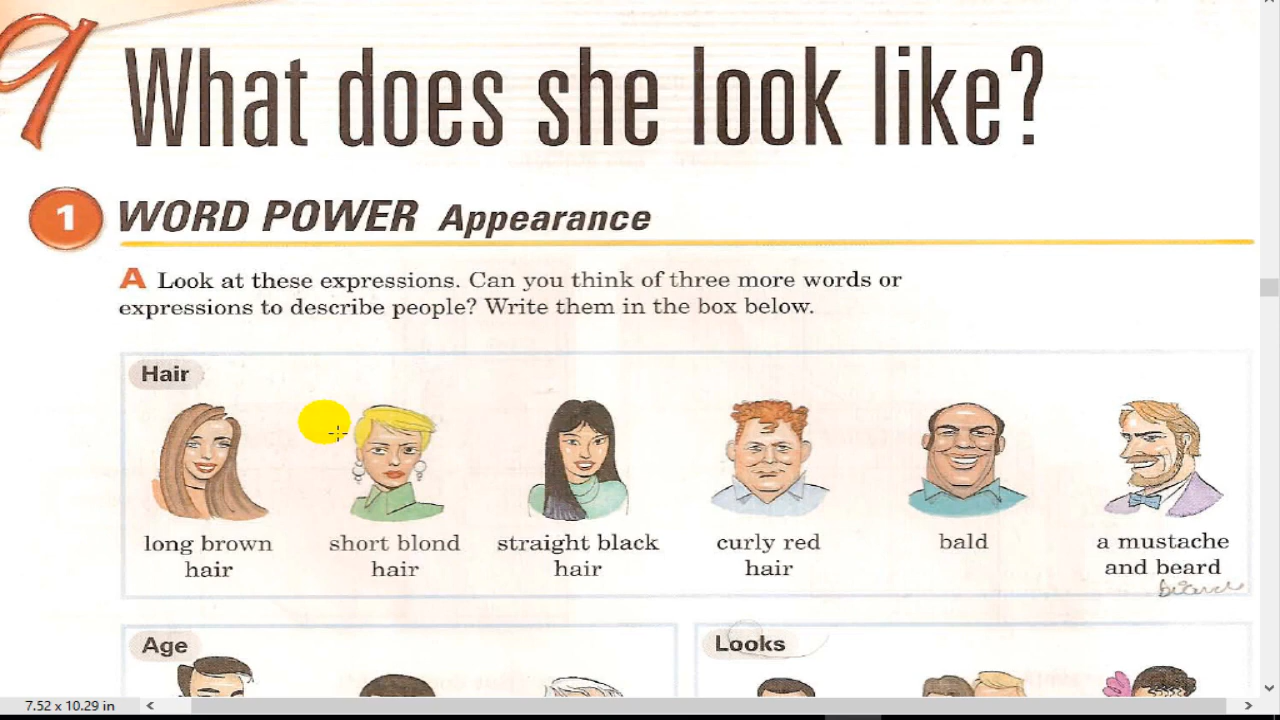 9 What does she look like?
1 WORD POWER Appearance
A Look at these expressions. Can you think of three more words or
expressions to describe people? Write them in the box below.
Hair
long brown
hair
short blond
hair
straight black
hair
curly red
hair
bald
a mustache
and beard
Age
Looks
7.52 x 10.29 in